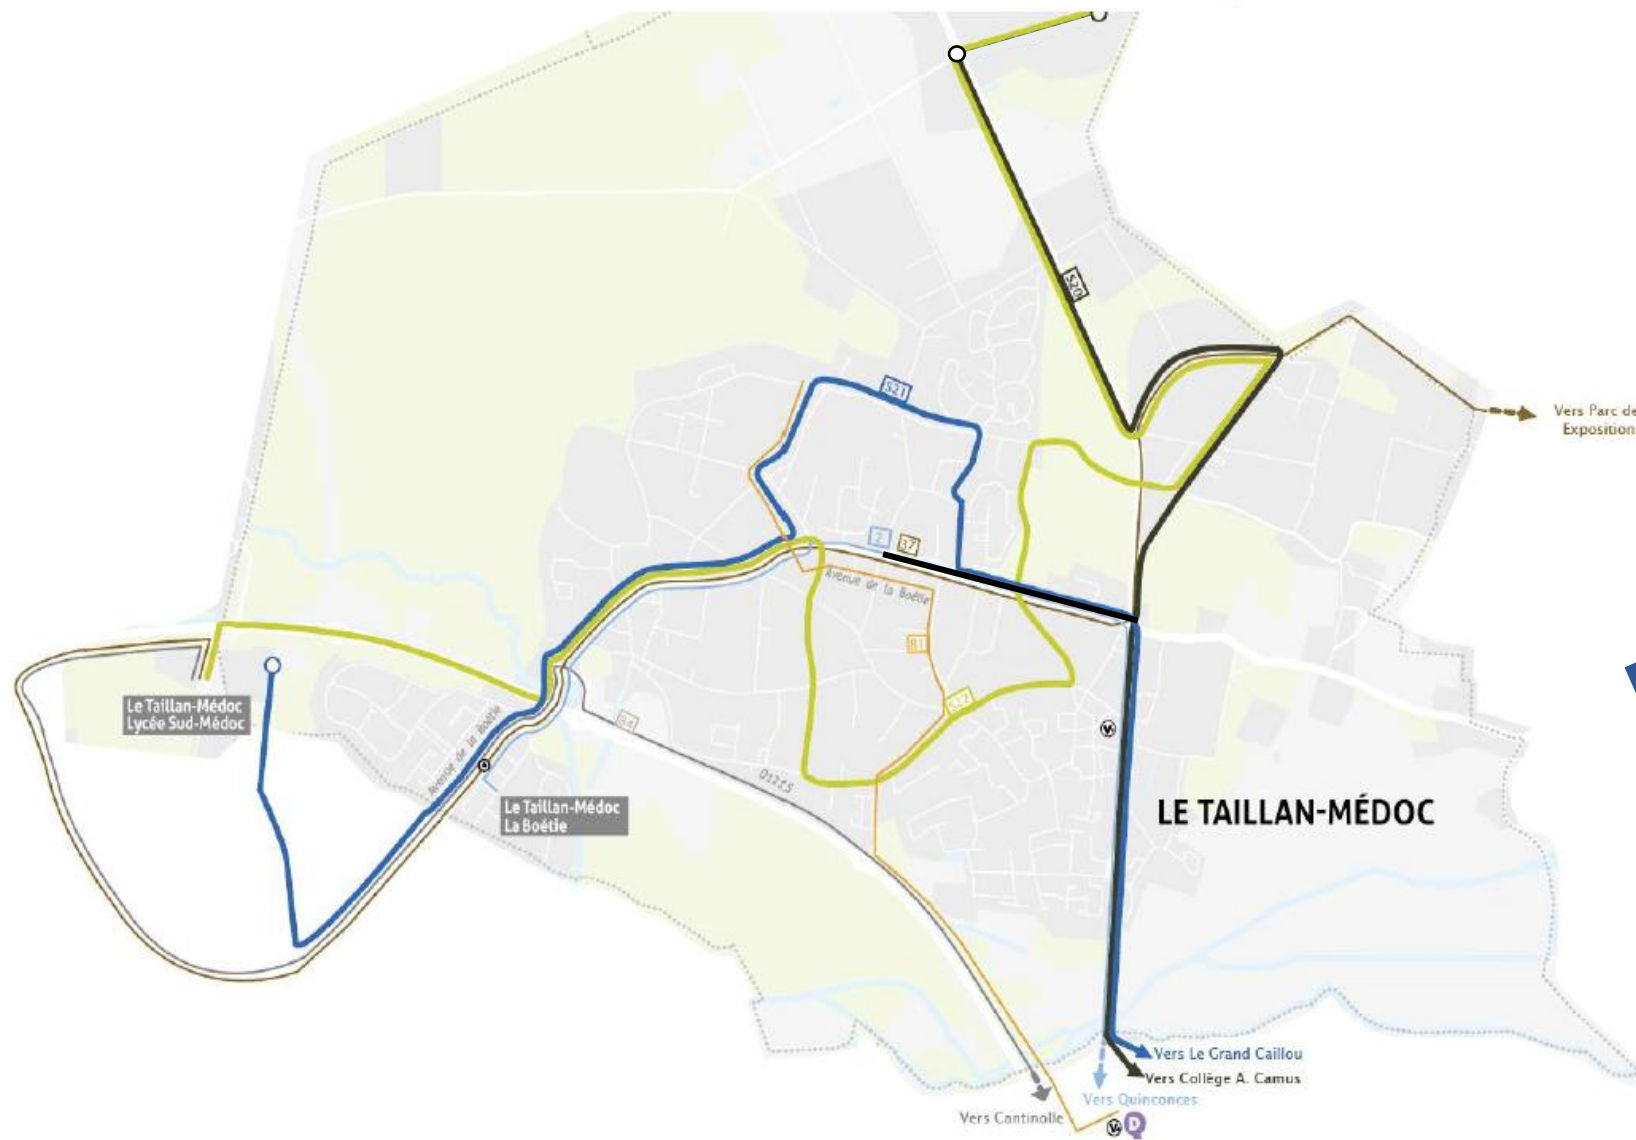 S20
Vers Parc de
Exposition
S21
2
37
Avenue de la Boétie
81
S22
Le Taillan-Médoc
Lycée Sud-Médoc
84
Avenue de la Boétie
D1215
Le Taillan-Médoc
La Boétie
LE TAILLAN-MÉDOC
Vers Le Grand Caillou
Vers Collège A. Camus
Vers Quinconces
Vers Cantinolle
D